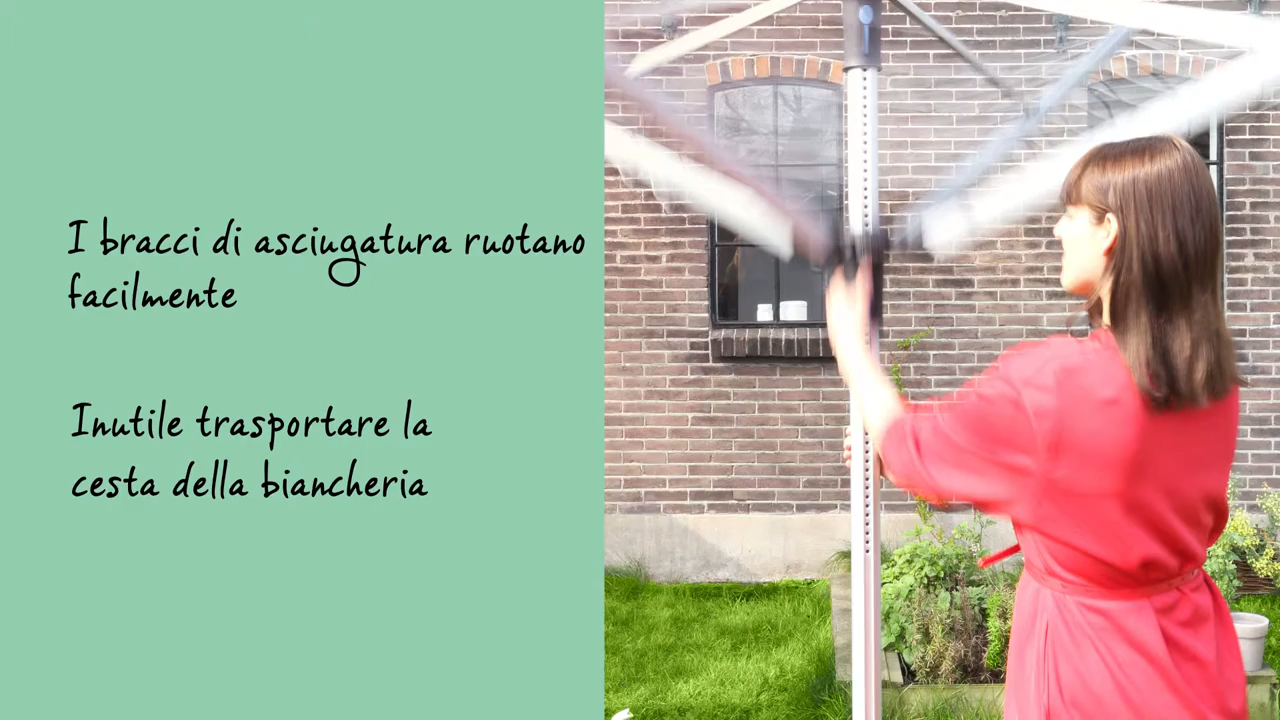 I bracci di asciugatura ruotano
facilmente
Inutile trasportare la
cesta della biancheria